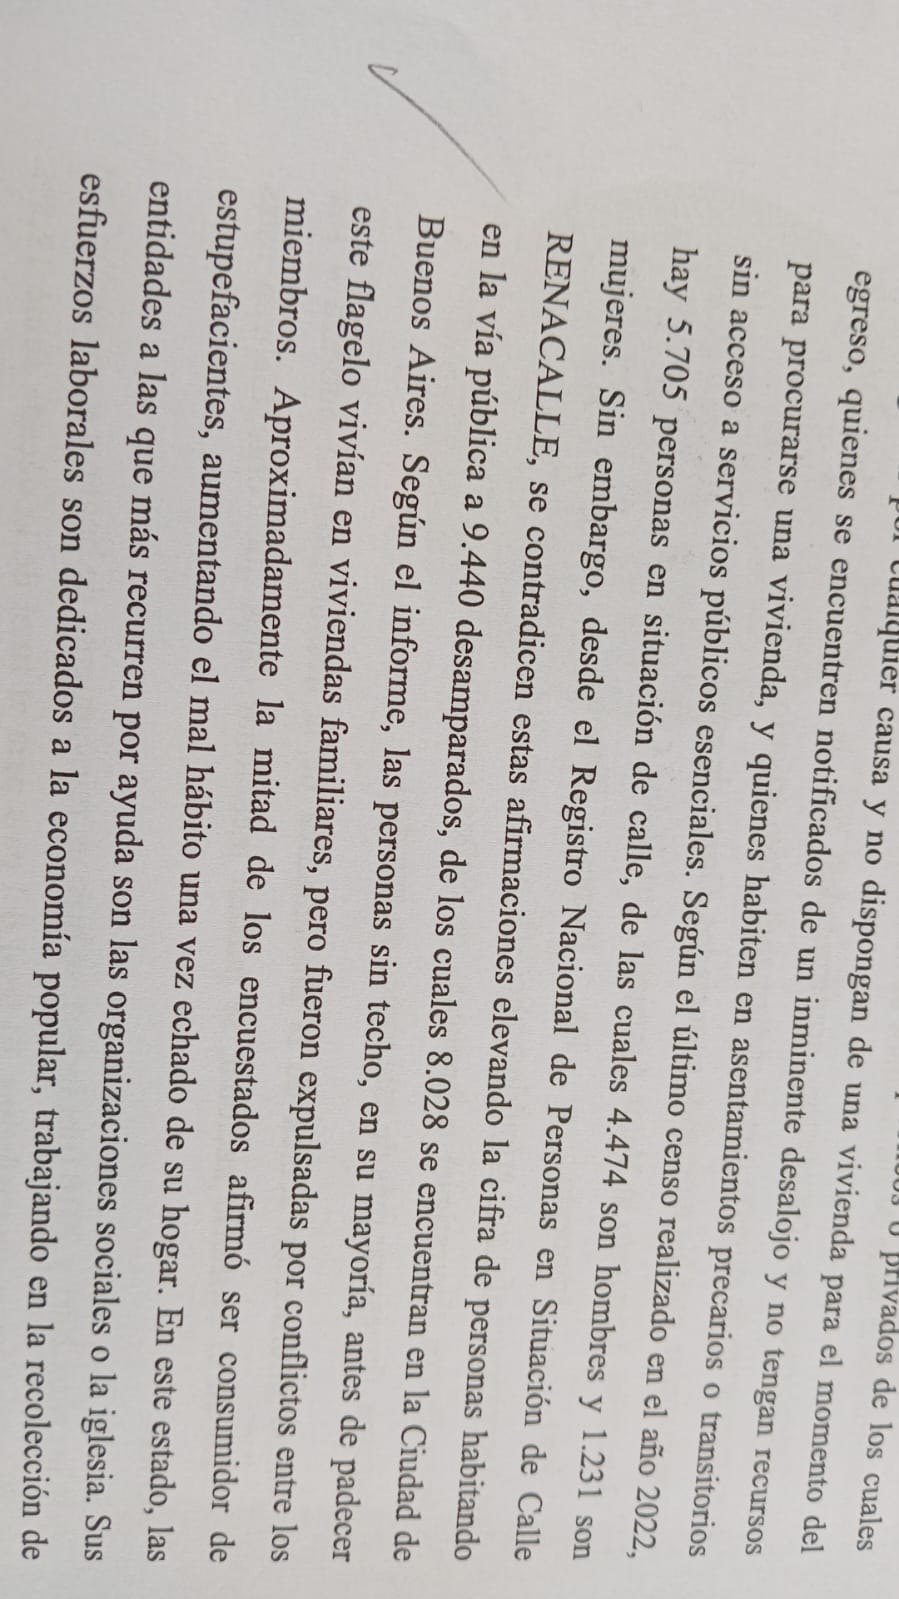 por cualquier causa y no dispongan de una vivienda para el momento del
o privados de los cuales
egreso, quienes se encuentren notificados de un inminente desalojo y no tengan recursos
para procurarse una vivienda, y quienes habiten en asentamientos precarios o transitorios
sin acceso a servicios públicos esenciales. Según el último censo realizado en el año 2022,
hay 5.705 personas en situación de calle, de las cuales 4.474 son hombres y 1.231 son
mujeres. Sin embargo, desde el Registro Nacional de Personas en Situación de Calle
RENACALLE, se contradicen estas afirmaciones elevando la cifra de personas habitando
en la vía pública a 9.440 desamparados, de los cuales 8.028 se encuentran en la Ciudad de
Buenos Aires. Según el informe, las personas sin techo, en su mayoría, antes de padecer
este flagelo vivían en viviendas familiares, pero fueron expulsadas por conflictos entre los
miembros. Aproximadamente la mitad de los encuestados afirmó ser consumidor de
estupefacientes, aumentando el mal hábito una vez echado de su hogar. En este estado, las
entidades a las que más recurren por ayuda son las organizaciones sociales o la iglesia. Sus
esfuerzos laborales son dedicados a la economía popular, trabajando en la recolección de